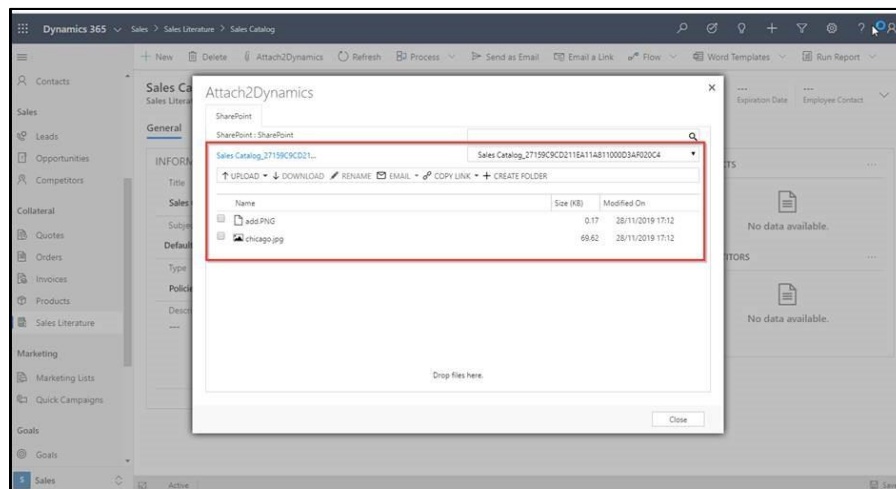 Dynamics 365 Sales > Sales Literature > Sales Catalog
New Delete Attach2Dynamics Refresh Process Send as Email Email a Link Flow Word Templates Run Report
Contacts
Sales
Leads
Opportunities
Competitors
Collateral
Quotes
Orders
Invoices
Products
Sales Literature
Marketing
Marketing Lists
Quick Campaigns
Goals
Goals
S Sales
Sales Ca
Sales Literat
General
INFORM
Title
Sales
Subje
Default
Type
Policie
Descri
---
Attach2Dynamics
SharePoint
SharePoint : SharePoint
Sales Catalog_27159C9CD21... Sales Catalog_27159C9CD211EA11A811000D3AF020C4
UPLOAD DOWNLOAD RENAME EMAIL COPY LINK + CREATE FOLDER
Name Size (KB) Modified On
add.PNG 0.17 28/11/2019 17:12
chicago.jpg 69.62 28/11/2019 17:12
Drop files here.
Close
--- ---
Expiration Date Employee Contact
TS
No data available.
ITORS
No data available.
Active